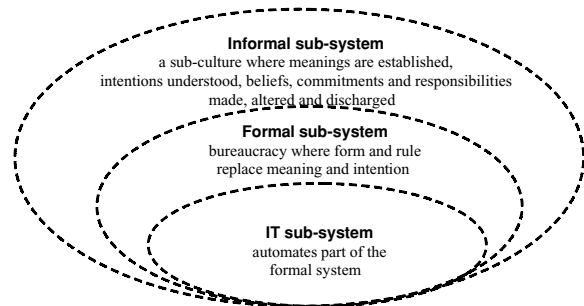 Informal sub-system
a sub-culture where meanings are established,
intentions understood, beliefs, commitments and responsibilities
made, altered and discharged
Formal sub-system
bureaucracy where form and rule
replace meaning and intention
IT sub-system
automates part of the
formal system